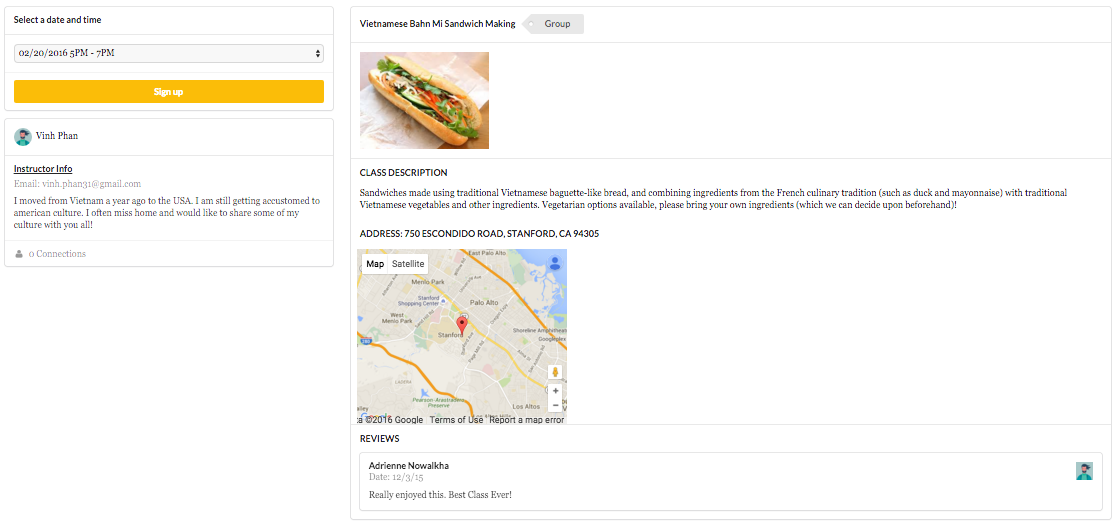 Select a date and time
02/20/2016 5PM - 7PM
Sign up
Vinh Phan
Instructor Info
Email: vinh.phan31@gmail.com
I moved from Vietnam a year ago to the USA. I am still getting accustomed to
american culture. I often miss home and would like to share some of my
culture with you all!
0 Connections
Vietnamese Bahn Mi Sandwich Making
Group
CLASS DESCRIPTION
Sandwiches made using traditional Vietnamese baguette-like bread, and combining ingredients from the French culinary tradition (such as duck and mayonnaise) with traditional
Vietnamese vegetables and other ingredients. Vegetarian options available, please bring your own ingredients (which we can decide upon beforehand)!
ADDRESS: 750 ESCONDIDO ROAD, STANFORD, CA 94305
Map
Satellite
East Palo Alto
Menlo Park
Stanford
Shopping Center
Palo Alto
West
Menlo Park
Stanford
Shoreline Amphitheatre
Googleplex
LADERA
Pearson-Arastradero
Preserve
Los Altos
alley
Google
ta ©2016 Google
Terms of Use
Report a map error
REVIEWS
Adrienne Nowalkha
Date: 12/3/15
Really enjoyed this. Best Class Ever!